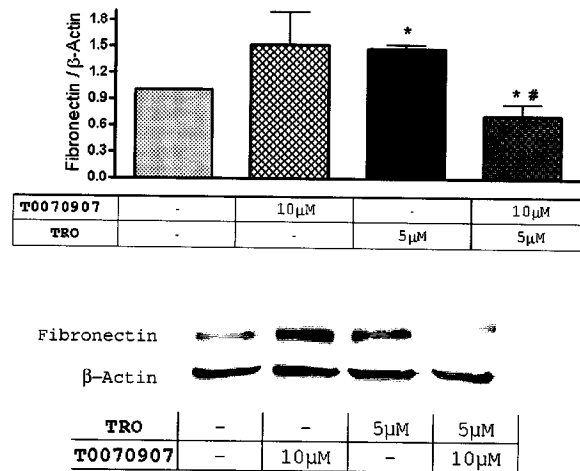 Fibronectin / β-Actin
1.8
1.5
1.2
0.9
0.6
0.3
0.0
*
* #
T0070907 - 10µM - 10µM
TRO - - 5µM 5µM
Fibronectin
β-Actin
TRO - - 5µM 5µM
T0070907 - 10µM - 10µM